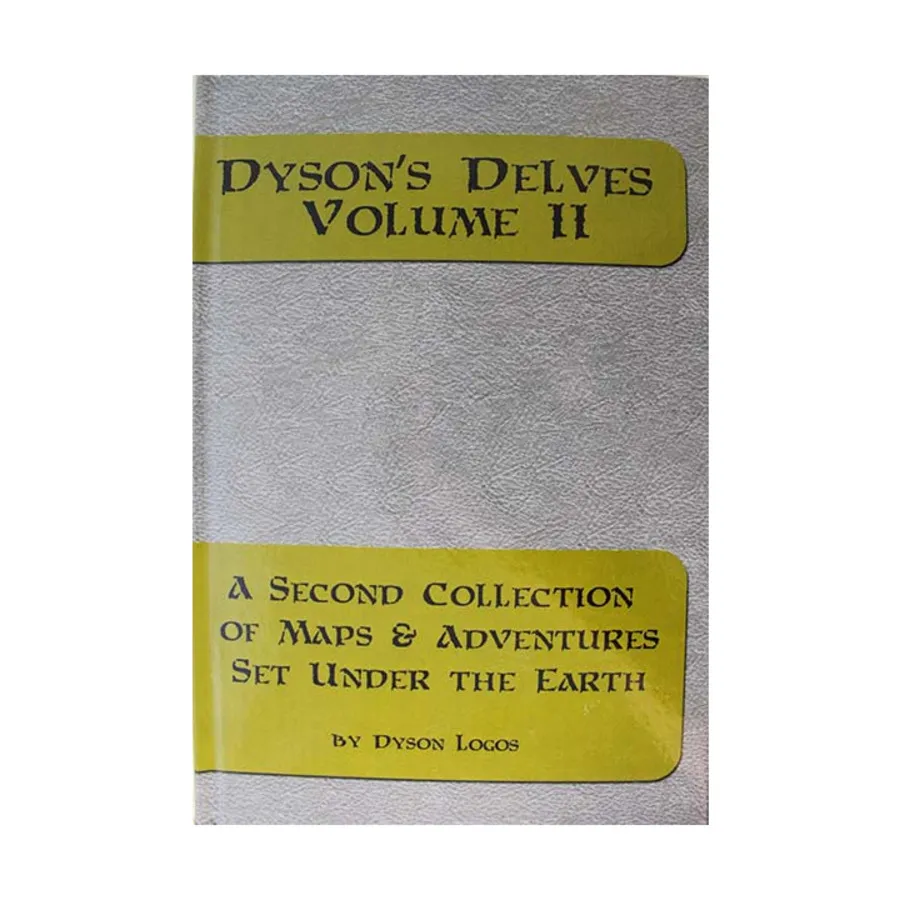 Dyson's Delves
Volume II
A Second Collection
of Maps & Adventures
Set Under the Earth
by Dyson Logos